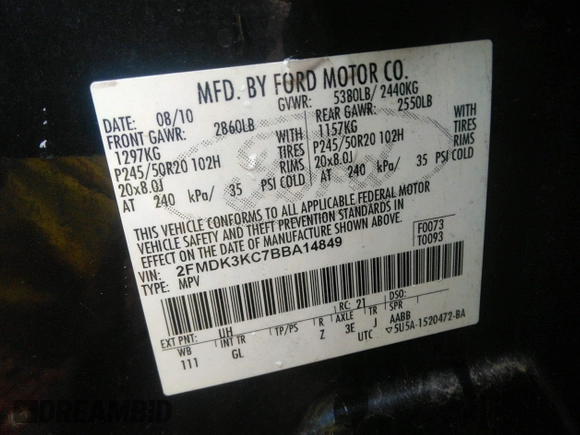 MFD. BY FORD MOTOR CO.
DATE: 08/10 GVWR: 5380LB/ 2440KG
FRONT GAWR: 2860LB REAR GAWR: 2550LB
1297KG 1157KG
P245/50R20 102H TIRES P245/50R20 102H TIRES
20x8.0J RIMS 20x8.0J RIMS
AT 240 kPa/ 35 PSI COLD AT 240 kPa/ 35 PSI COLD
THIS VEHICLE CONFORMS TO ALL APPLICABLE FEDERAL MOTOR
VEHICLE SAFETY AND THEFT PREVENTION STANDARDS IN
EFFECT ON THE DATE OF MANUFACTURE SHOWN ABOVE.
F0073
T0093
VIN: 2FMDK3KC7BBA14849
TYPE: MPV
EXT PNT: UH RC: 21 DSO:
WB INT TR TP/PS R AXLE TR SPR
111 GL Z 3E J AABB
UTC ▽5U5A-1520472-BA
DREAMBID